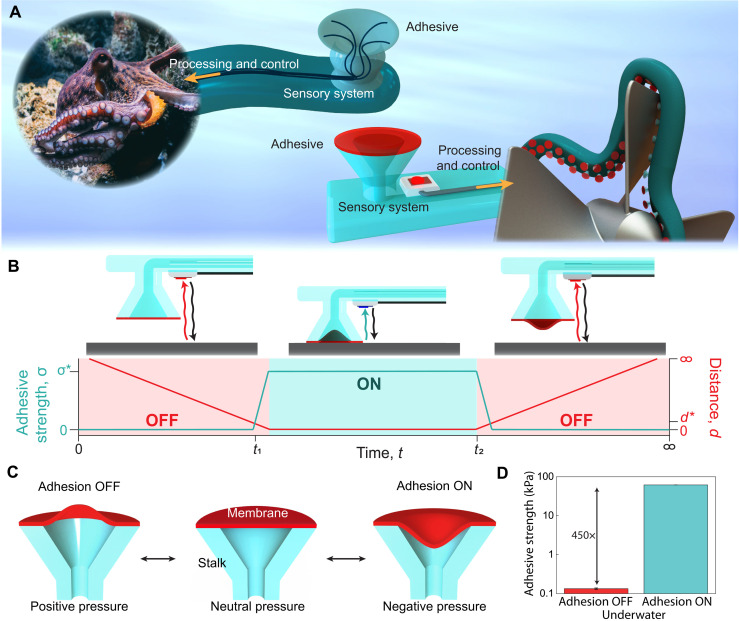 A
Adhesive
Processing and control
Sensory system
Adhesive
Processing
and control
Sensory system
B
Adhesive
strength, σ
σ*
0
OFF
ON
OFF
∞
d*
0
Distance, d
0
t₁
Time, t
t₂
∞
C
Adhesion OFF
Adhesion ON
Membrane
Stalk
Positive pressure
Neutral pressure
Negative pressure
D
Adhesive strength (kPa)
100
10
1
0.1
450×
Adhesion OFF
Adhesion ON
Underwater